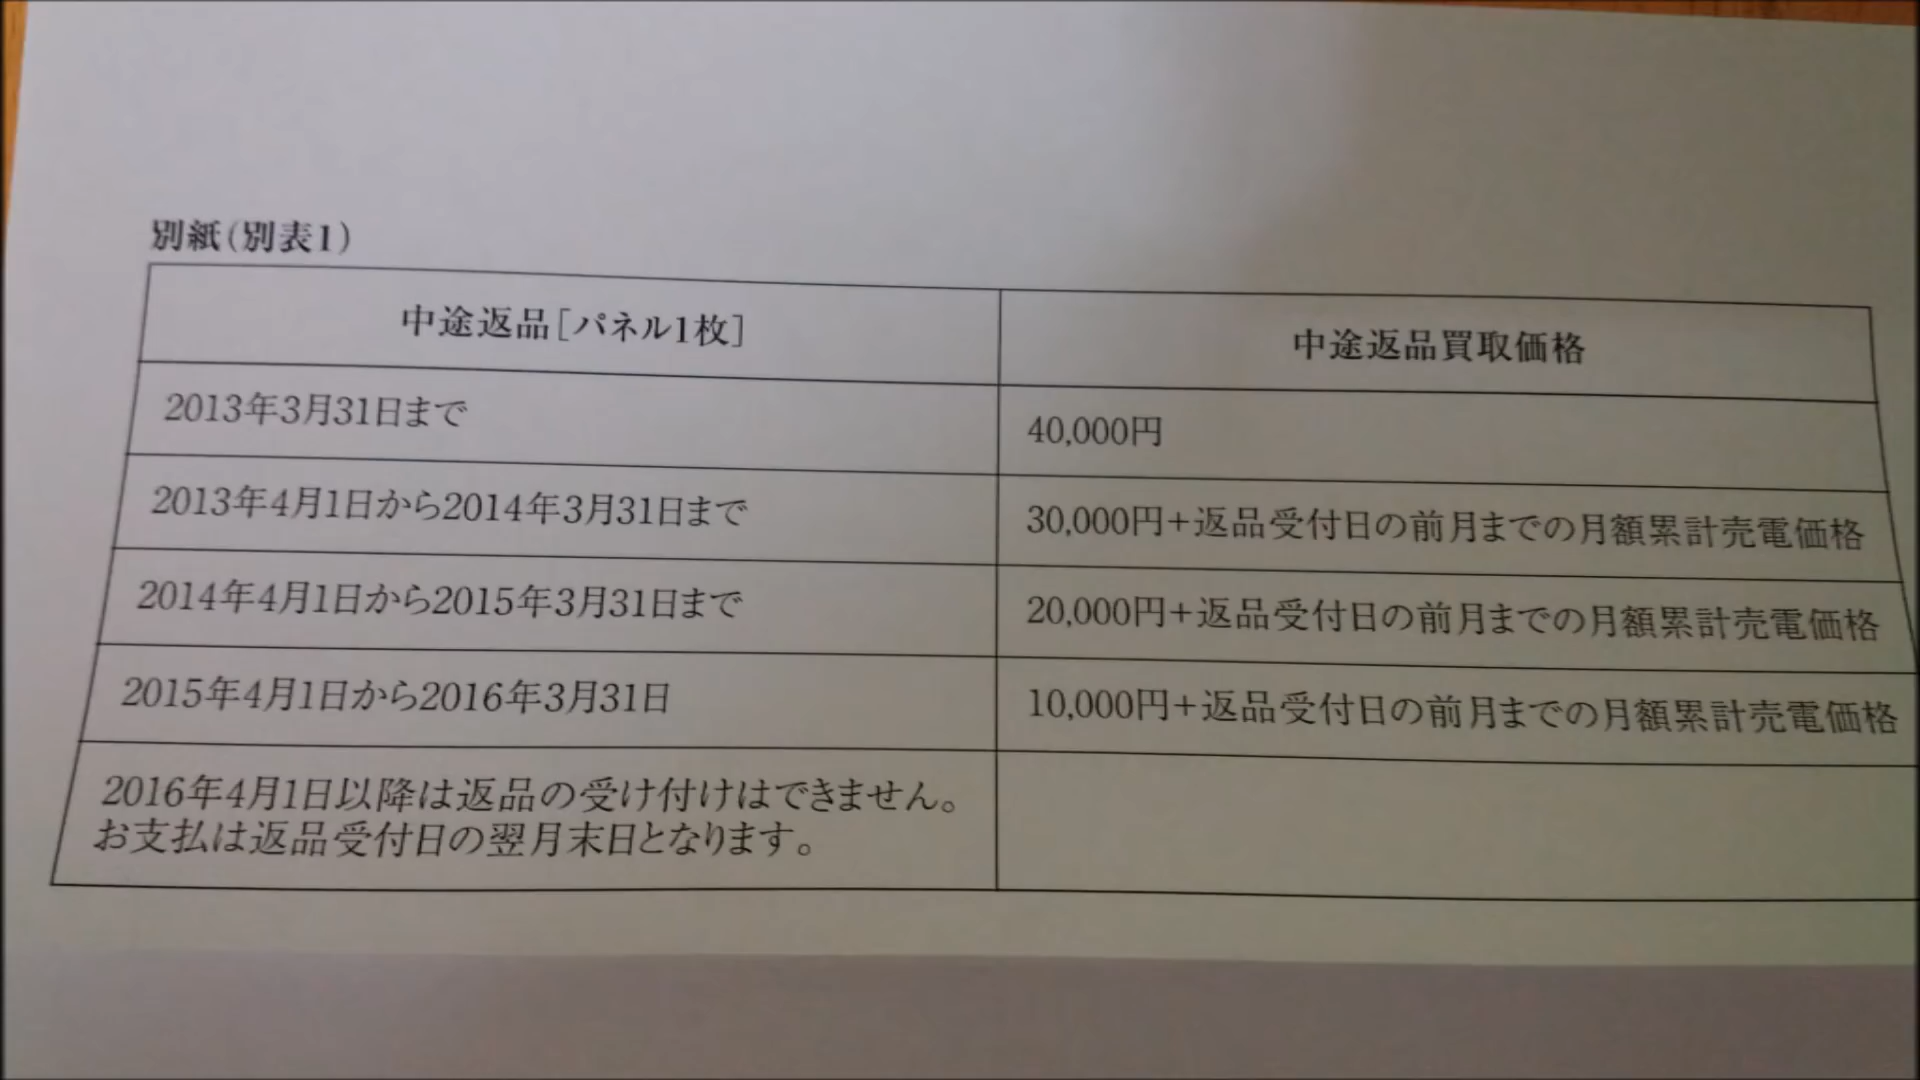 別紙(別表1)
中途返品[パネル1枚]
中途返品買取価格
2013年3月31日まで
40,000円
2013年4月1日から2014年3月31日まで
30,000円+返品受付日の前月までの月額累計売電価格
2014年4月1日から2015年3月31日まで
20,000円+返品受付日の前月までの月額累計売電価格
2015年4月1日から2016年3月31日
10,000円+返品受付日の前月までの月額累計売電価格
2016年4月1日以降は返品の受け付けはできません。
お支払は返品受付日の翌月末日となります。